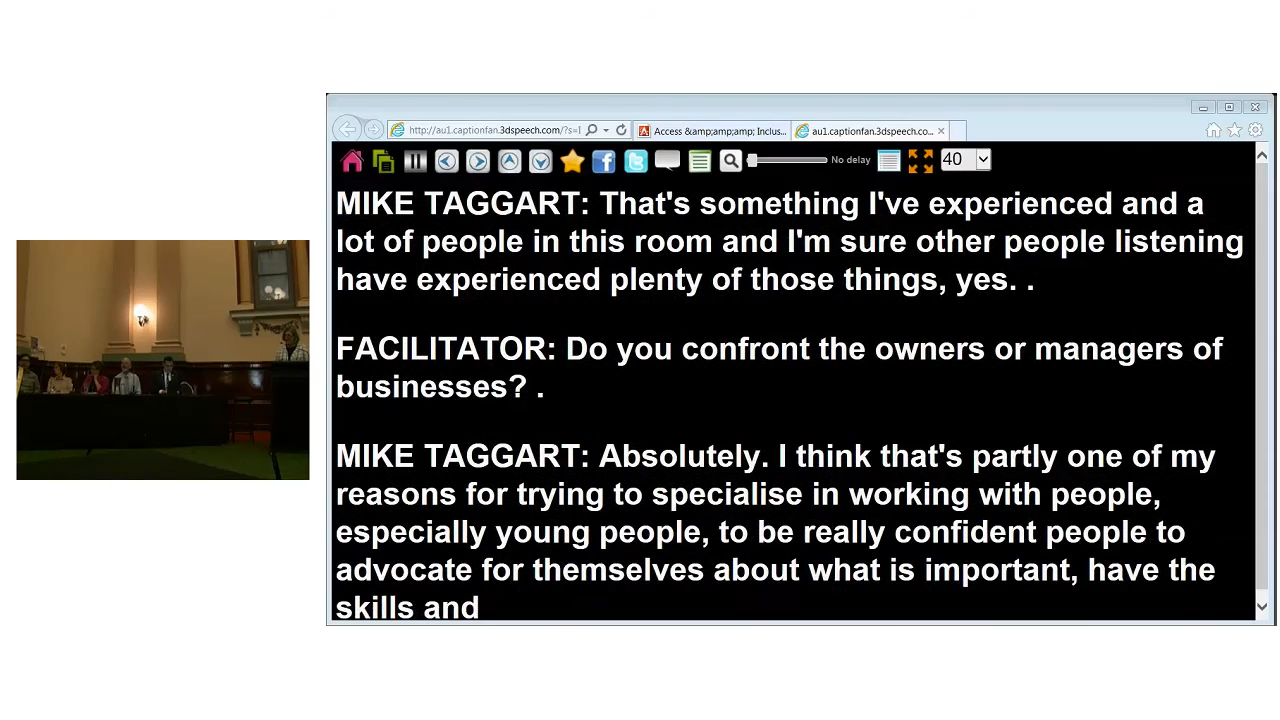 http://au1.captionfan.3dspeech.com/?s=I
Access &amp;amp;amp; Inclus...
au1.captionfan.3dspeech.co...
No delay
40
MIKE TAGGART: That's something I've experienced and a
lot of people in this room and I'm sure other people listening
have experienced plenty of those things, yes. .
FACILITATOR: Do you confront the owners or managers of
businesses? .
MIKE TAGGART: Absolutely. I think that's partly one of my
reasons for trying to specialise in working with people,
especially young people, to be really confident people to
advocate for themselves about what is important, have the
skills and